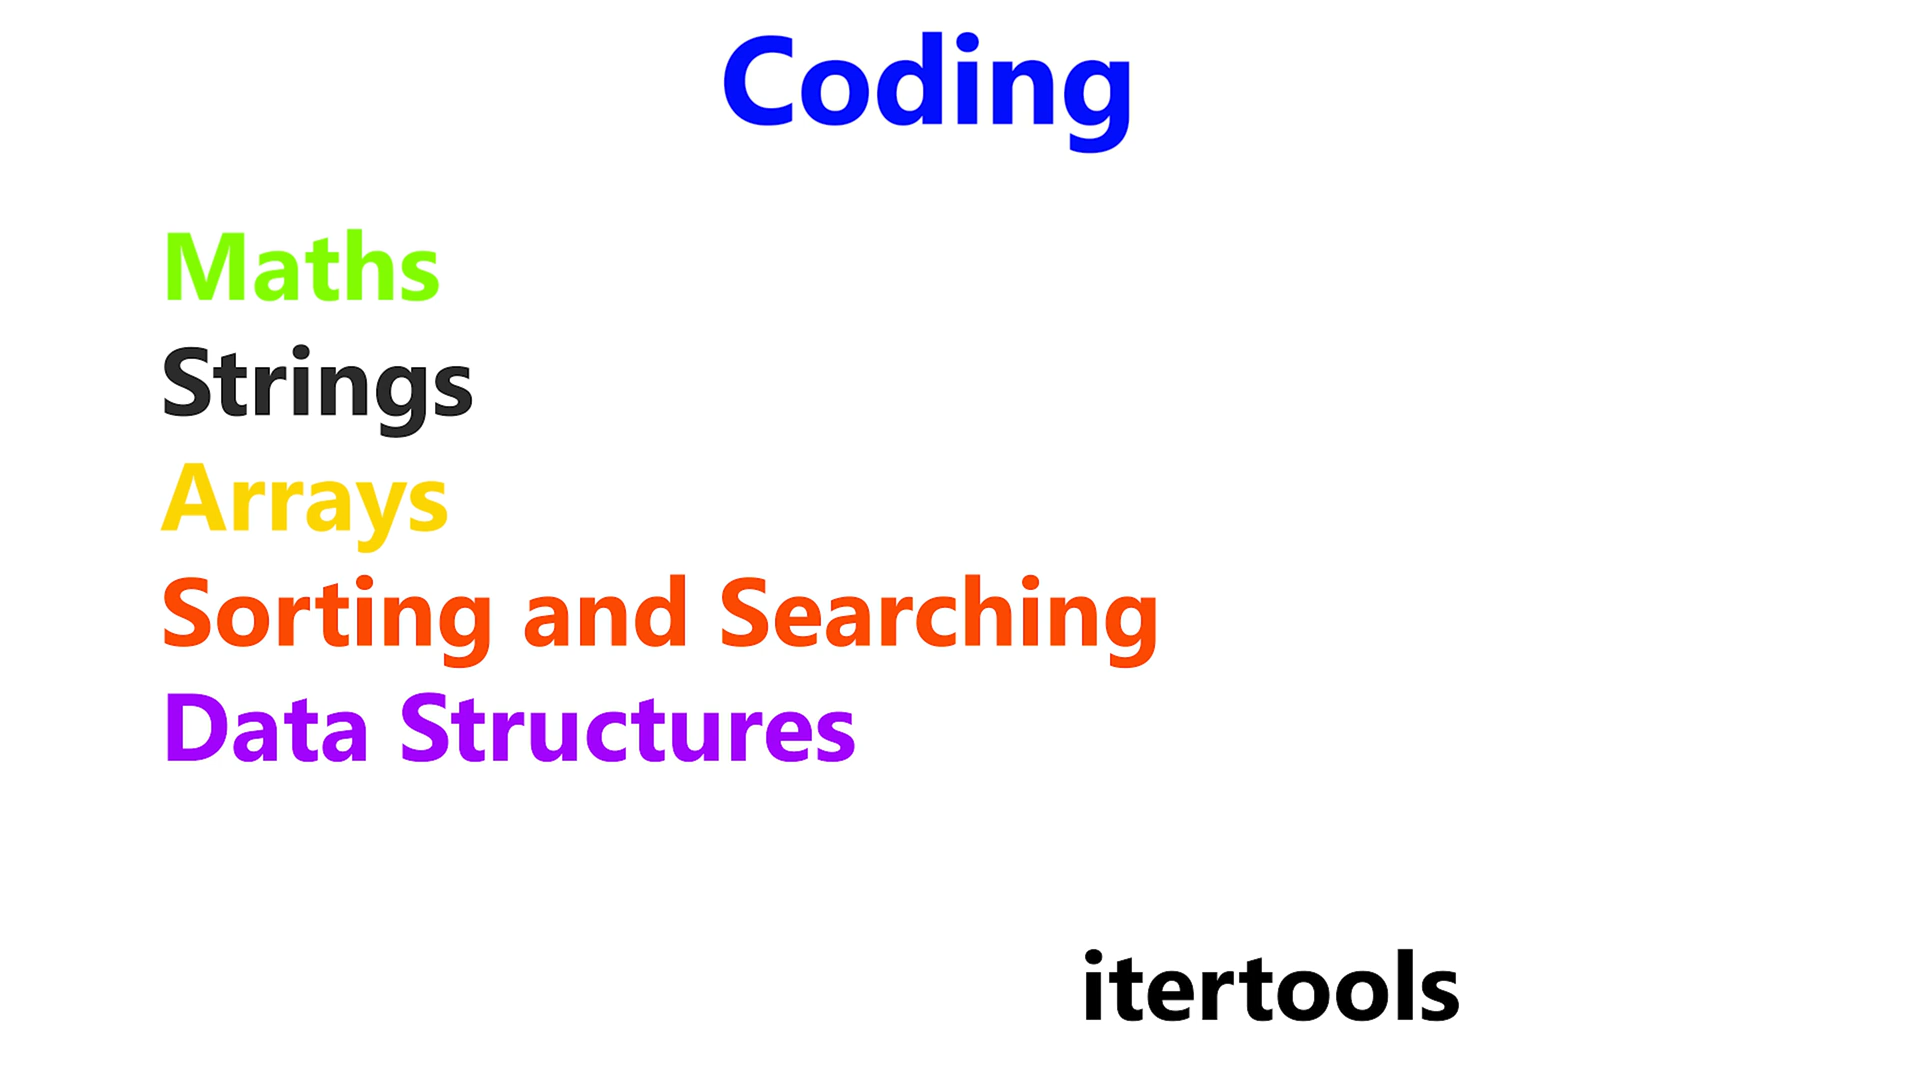 Coding
Maths
Strings
Arrays
Sorting and Searching
Data Structures
itertools